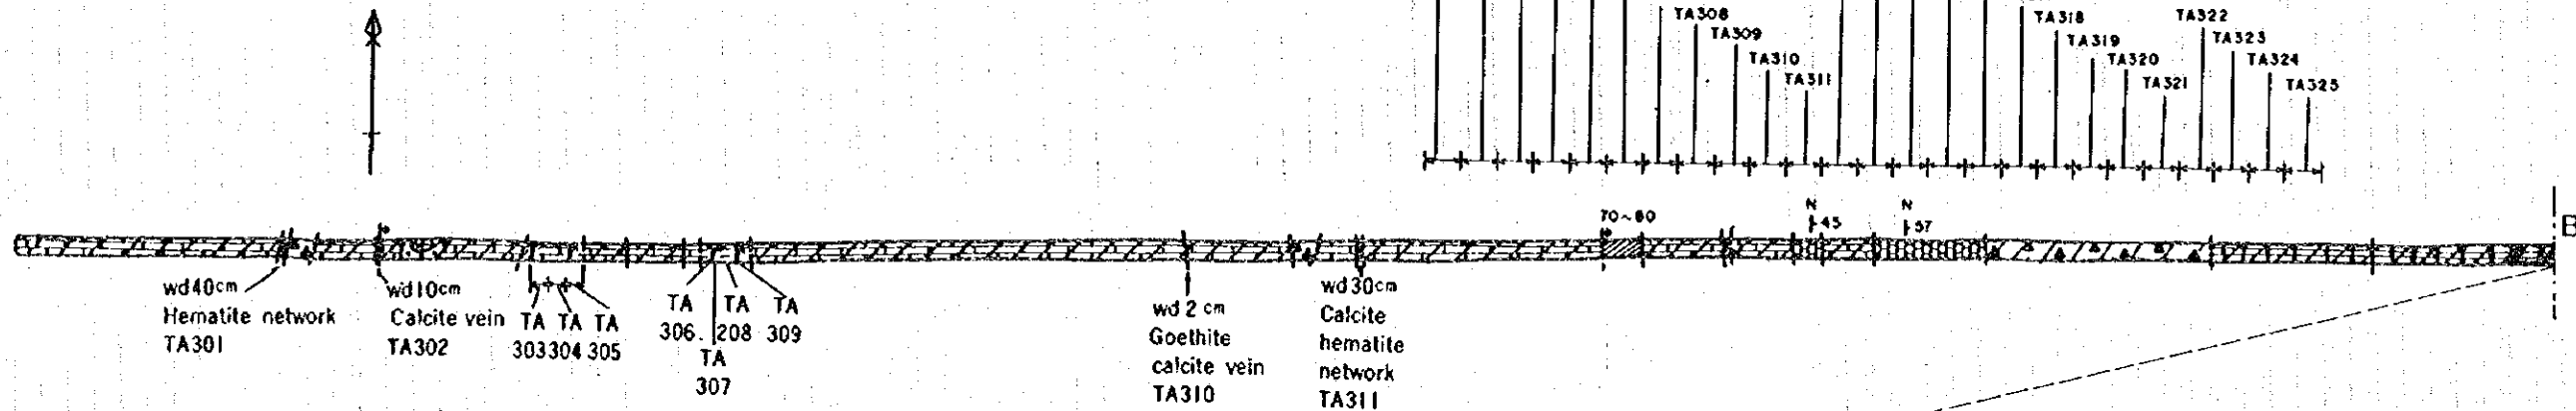 TA308
TA309
TA310
TA311
TA318
TA319
TA320
TA321
TA322
TA323
TA324
TA325
70~80
N
45
N
57
B
wd40cm
Hematite network
TA301
wd10cm
Calcite vein
TA302
TA TA TA
303 304 305
TA TA TA
306. 208 309
TA
307
wd 2 cm
Goethite
calcite vein
TA310
wd30cm
Calcite
hematite
network
TA311